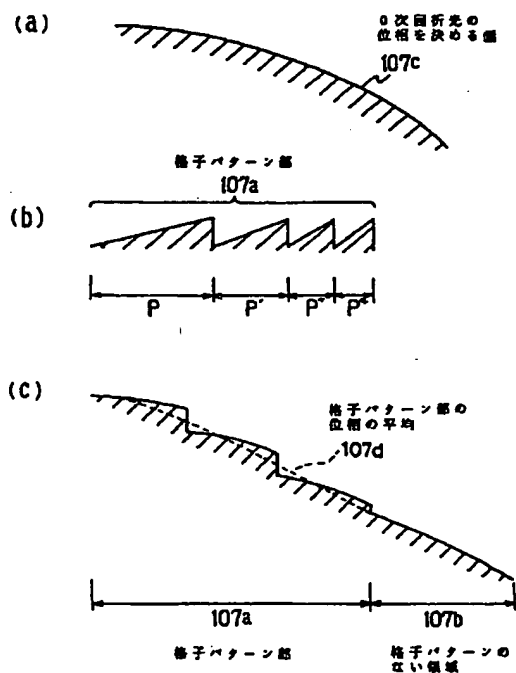 (a)
0次回折光の
位相を決める面
107c
格子パターン部
107a
(b)
P P' P" P‴
(c)
格子パターン部の
位相の平均
107d
107a 107b
格子パターン部 格子パターンの
ない領域